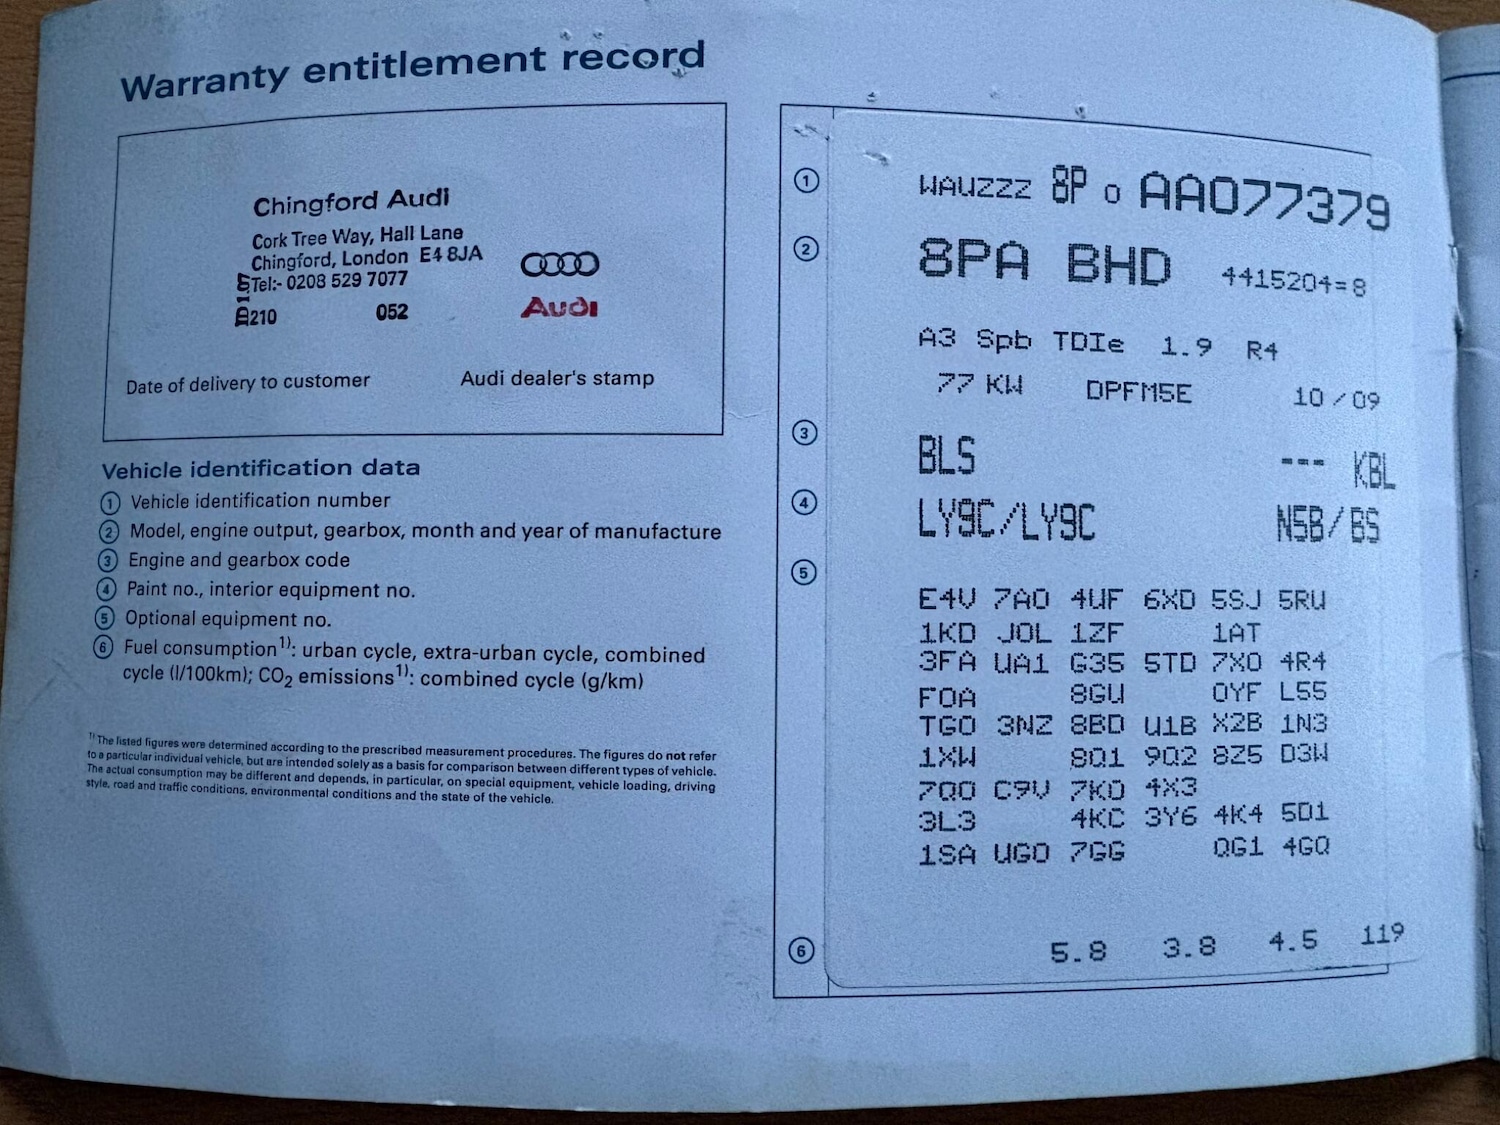 Warranty entitlement record
Chingford Audi
Cork Tree Way, Hall Lane
Chingford, London E4 8JA
Tel:- 0208 529 7077
A210 052
Audi
Date of delivery to customer
Audi dealer's stamp
Vehicle identification data
1 Vehicle identification number
2 Model, engine output, gearbox, month and year of manufacture
3 Engine and gearbox code
4 Paint no., interior equipment no.
5 Optional equipment no.
6 Fuel consumption1): urban cycle, extra-urban cycle, combined
cycle (l/100km); CO2 emissions1): combined cycle (g/km)
1) The listed figures were determined according to the prescribed measurement procedures. The figures do not refer
to a particular individual vehicle, but are intended solely as a basis for comparison between different types of vehicle.
The actual consumption may be different and depends, in particular, on special equipment, vehicle loading, driving
style, road and traffic conditions, environmental conditions and the state of the vehicle.
1 WAUZZZ 8P 0 AA077379
2 8PA BHD 4415204=8
A3 Spb TDIe 1.9 R4
77 KW DPFM5E 10/09
3 BLS --- KBL
4 LY9C/LY9C N5B/BS
5
E4V 7A0 4UF 6XD 5SJ 5RU
1KD J0L 1ZF 1AT
3FA UA1 G35 5TD 7X0 4R4
F0A 8GU 0YF L55
TG0 3NZ 8BD U1B X2B 1N3
1XW 8Q1 9Q2 8Z5 D3W
7Q0 C9V 7K0 4X3
3L3 4KC 3Y6 4K4 5D1
1SA UG0 7GG QG1 4GQ
6 5.8 3.8 4.5 119